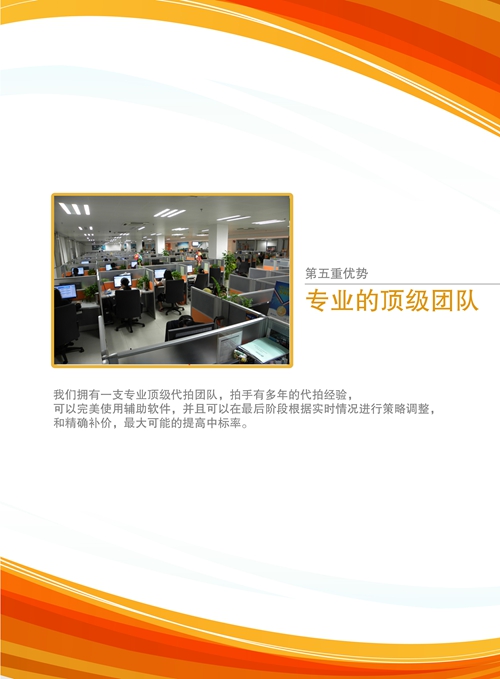 第五重优势
专业的顶级团队
我们拥有一支专业顶级代拍团队，拍手有多年的代拍经验，
可以完美使用辅助软件，并且可以在最后阶段根据实时情况进行策略调整，
和精确补价，最大可能的提高中标率。